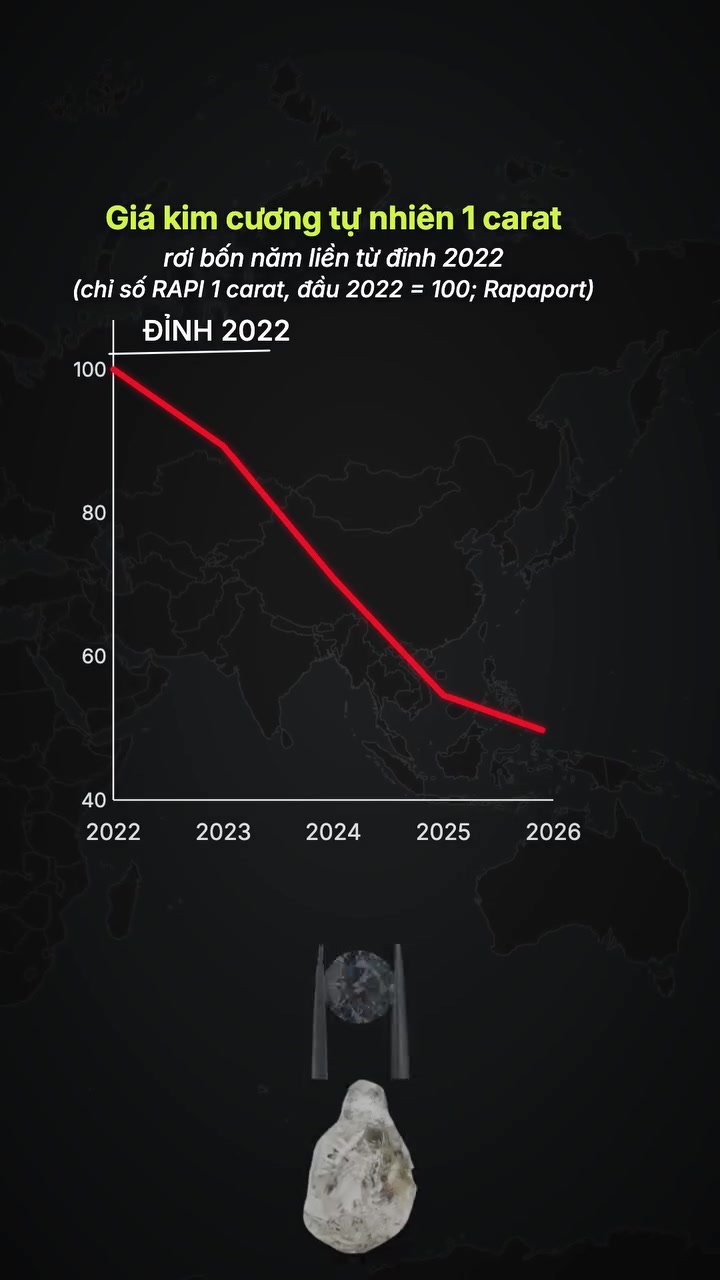 Giá kim cương tự nhiên 1 carat
rơi bốn năm liền từ đỉnh 2022
(chỉ số RAPI 1 carat, đầu 2022 = 100; Rapaport)
ĐỈNH 2022
100
80
60
40
2022 2023 2024 2025 2026